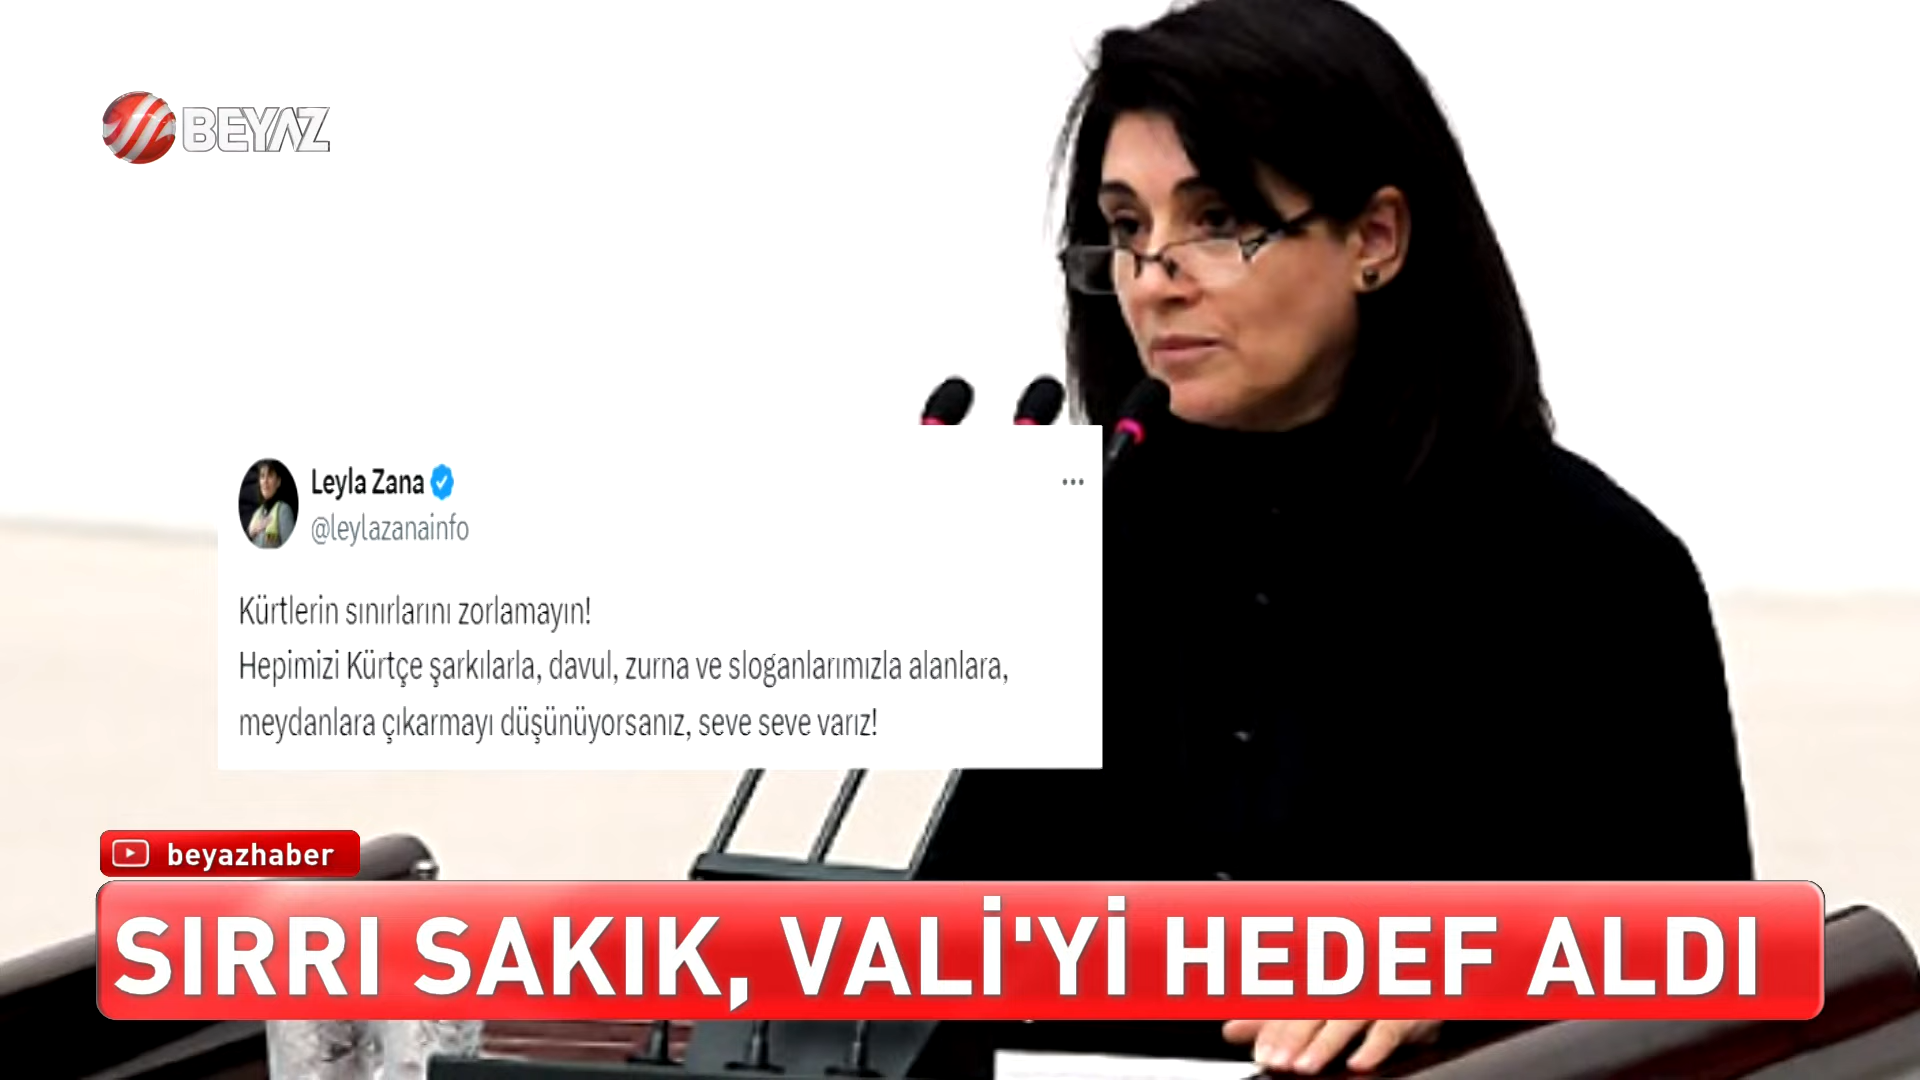 BEYAZ
Leyla Zana
@leylazanainfo
Kürtlerin sınırlarını zorlamayın!
Hepimizi Kürtçe şarkılarla, davul, zurna ve sloganlarımızla alanlara,
meydanlara çıkarmayı düşünüyorsanız, seve seve varız!
beyazhaber
SIRRI SAKIK, VALİ'Yİ HEDEF ALDI